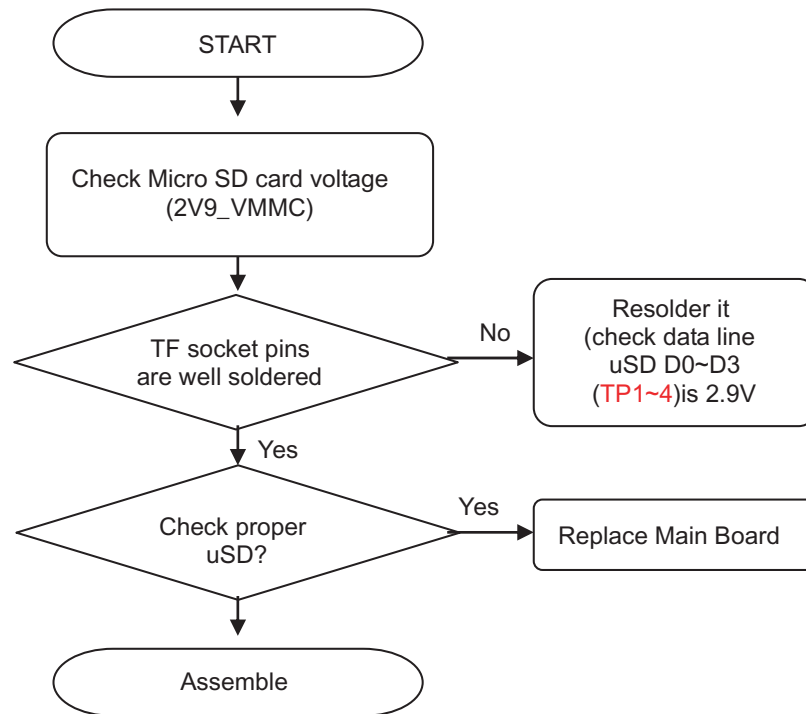 START
Check Micro SD card voltage
(2V9_VMMC)
TF socket pins
are well soldered
No
Resolder it
(check data line
uSD D0~D3
(TP1~4)is 2.9V
Yes
Check proper
uSD?
Yes
Replace Main Board
Assemble